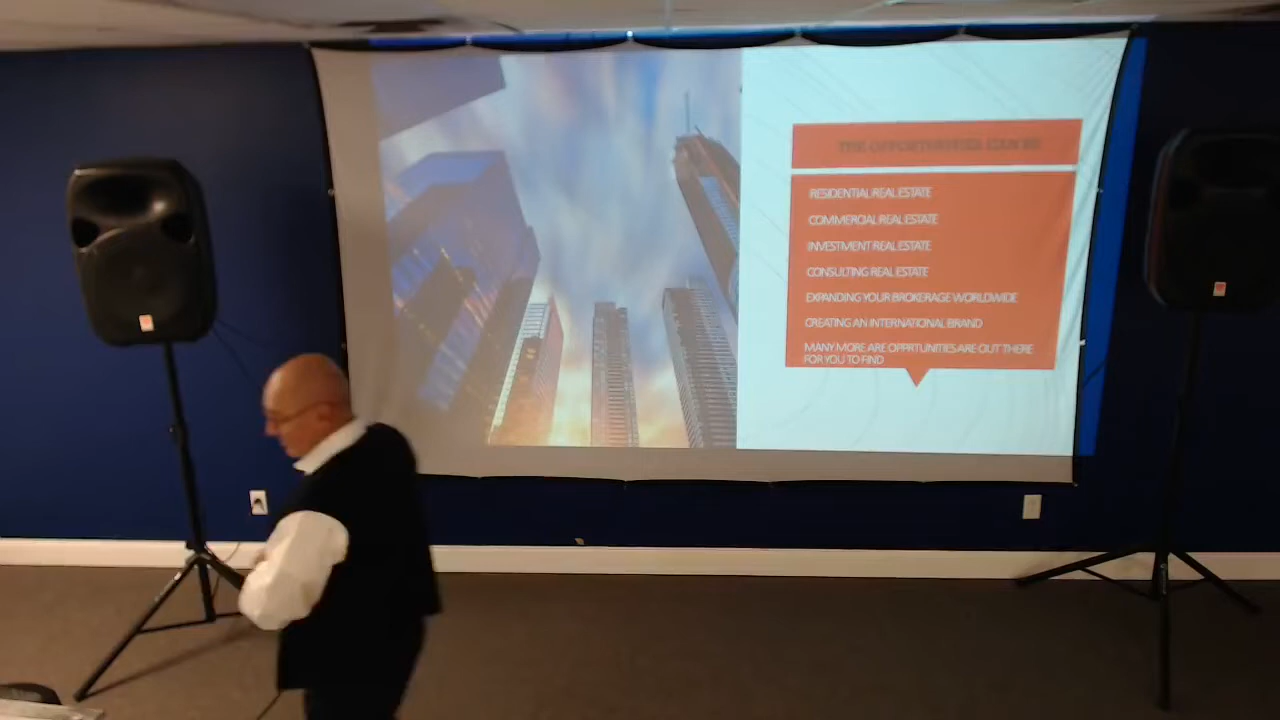 THE OPPORTUNITIES CAN BE
RESIDENTIAL REAL ESTATE
COMMERCIAL REAL ESTATE
INVESTMENT REAL ESTATE
CONSULTING REAL ESTATE
EXPANDING YOUR BROKERAGE WORLDWIDE
CREATING AN INTERNATIONAL BRAND
MANY MORE ARE OPPRTUNITIES ARE OUT THERE
FOR YOU TO FIND